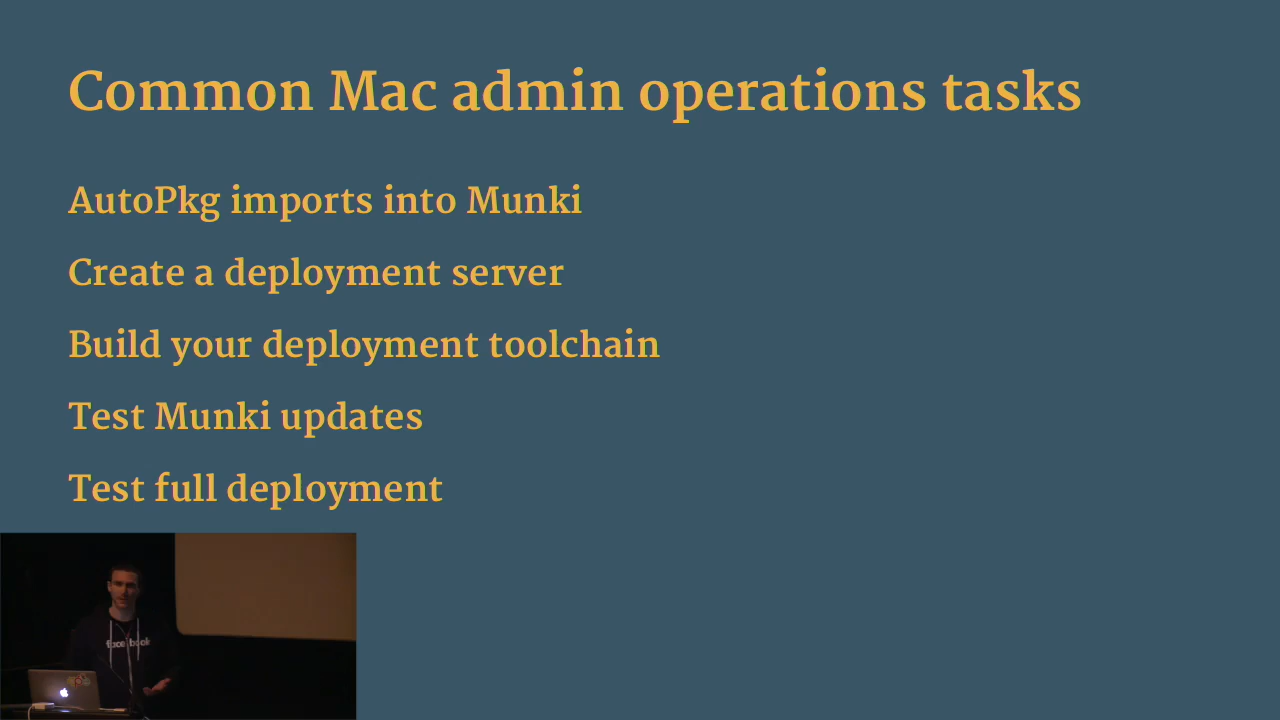 Common Mac admin operations tasks
AutoPkg imports into Munki
Create a deployment server
Build your deployment toolchain
Test Munki updates
Test full deployment
facebook